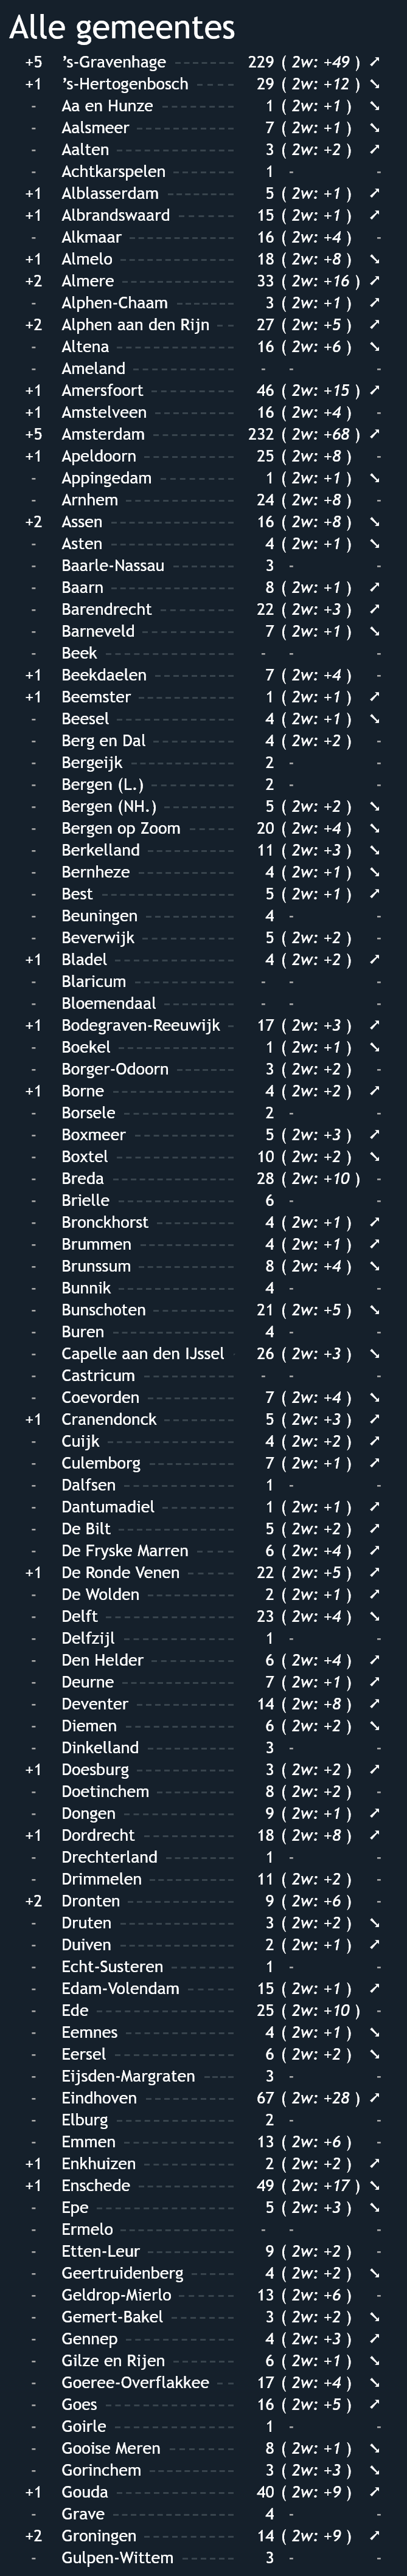 Alle gemeentes
+5 's-Gravenhage 229 ( 2w: +49 ) ➚
+1 's-Hertogenbosch 29 ( 2w: +12 ) ➘
- Aa en Hunze 1 ( 2w: +1 ) ➘
- Aalsmeer 7 ( 2w: +1 ) ➘
- Aalten 3 ( 2w: +2 ) ➚
- Achtkarspelen 1 - -
+1 Alblasserdam 5 ( 2w: +1 ) ➚
+1 Albrandswaard 15 ( 2w: +1 ) ➚
- Alkmaar 16 ( 2w: +4 ) -
+1 Almelo 18 ( 2w: +8 ) ➘
+2 Almere 33 ( 2w: +16 ) ➚
- Alphen-Chaam 3 ( 2w: +1 ) ➚
+2 Alphen aan den Rijn 27 ( 2w: +5 ) ➚
- Altena 16 ( 2w: +6 ) ➘
- Ameland - - -
+1 Amersfoort 46 ( 2w: +15 ) ➚
+1 Amstelveen 16 ( 2w: +4 ) -
+5 Amsterdam 232 ( 2w: +68 ) ➚
+1 Apeldoorn 25 ( 2w: +8 ) -
- Appingedam 1 ( 2w: +1 ) ➘
- Arnhem 24 ( 2w: +8 ) -
+2 Assen 16 ( 2w: +8 ) ➘
- Asten 4 ( 2w: +1 ) ➘
- Baarle-Nassau 3 - -
- Baarn 8 ( 2w: +1 ) ➚
- Barendrecht 22 ( 2w: +3 ) ➚
- Barneveld 7 ( 2w: +1 ) ➘
- Beek - - -
+1 Beekdaelen 7 ( 2w: +4 ) -
+1 Beemster 1 ( 2w: +1 ) ➚
- Beesel 4 ( 2w: +1 ) ➘
- Berg en Dal 4 ( 2w: +2 ) -
- Bergeijk 2 - -
- Bergen (L.) 2 - -
- Bergen (NH.) 5 ( 2w: +2 ) ➘
- Bergen op Zoom 20 ( 2w: +4 ) ➘
- Berkelland 11 ( 2w: +3 ) ➘
- Bernheze 4 ( 2w: +1 ) ➘
- Best 5 ( 2w: +1 ) ➚
- Beuningen 4 - -
- Beverwijk 5 ( 2w: +2 ) -
+1 Bladel 4 ( 2w: +2 ) ➚
- Blaricum - - -
- Bloemendaal - - -
+1 Bodegraven-Reeuwijk 17 ( 2w: +3 ) ➚
- Boekel 1 ( 2w: +1 ) ➘
- Borger-Odoorn 3 ( 2w: +2 ) -
+1 Borne 4 ( 2w: +2 ) ➚
- Borsele 2 - -
- Boxmeer 5 ( 2w: +3 ) ➚
- Boxtel 10 ( 2w: +2 ) ➘
- Breda 28 ( 2w: +10 ) -
- Brielle 6 - -
- Bronckhorst 4 ( 2w: +1 ) ➚
- Brummen 4 ( 2w: +1 ) ➚
- Brunssum 8 ( 2w: +4 ) ➘
- Bunnik 4 - -
- Bunschoten 21 ( 2w: +5 ) ➘
- Buren 4 - -
- Capelle aan den IJssel 26 ( 2w: +3 ) ➘
- Castricum - - -
- Coevorden 7 ( 2w: +4 ) ➘
+1 Cranendonck 5 ( 2w: +3 ) ➚
- Cuijk 4 ( 2w: +2 ) ➚
- Culemborg 7 ( 2w: +1 ) ➚
- Dalfsen 1 - -
- Dantumadiel 1 ( 2w: +1 ) ➚
- De Bilt 5 ( 2w: +2 ) ➚
- De Fryske Marren 6 ( 2w: +4 ) ➚
+1 De Ronde Venen 22 ( 2w: +5 ) ➚
- De Wolden 2 ( 2w: +1 ) ➚
- Delft 23 ( 2w: +4 ) ➘
- Delfzijl 1 - -
- Den Helder 6 ( 2w: +4 ) ➚
- Deurne 7 ( 2w: +1 ) ➚
- Deventer 14 ( 2w: +8 ) ➚
- Diemen 6 ( 2w: +2 ) ➘
- Dinkelland 3 - -
+1 Doesburg 3 ( 2w: +2 ) ➚
- Doetinchem 8 ( 2w: +2 ) -
- Dongen 9 ( 2w: +1 ) ➚
+1 Dordrecht 18 ( 2w: +8 ) ➚
- Drechterland 1 - -
- Drimmelen 11 ( 2w: +2 ) -
+2 Dronten 9 ( 2w: +6 ) -
- Druten 3 ( 2w: +2 ) ➘
- Duiven 2 ( 2w: +1 ) ➚
- Echt-Susteren 1 - -
- Edam-Volendam 15 ( 2w: +1 ) ➚
- Ede 25 ( 2w: +10 ) -
- Eemnes 4 ( 2w: +1 ) ➘
- Eersel 6 ( 2w: +2 ) ➘
- Eijsden-Margraten 3 - -
- Eindhoven 67 ( 2w: +28 ) ➚
- Elburg 2 - -
- Emmen 13 ( 2w: +6 ) -
+1 Enkhuizen 2 ( 2w: +2 ) ➚
+1 Enschede 49 ( 2w: +17 ) ➘
- Epe 5 ( 2w: +3 ) ➘
- Ermelo - - -
- Etten-Leur 9 ( 2w: +2 ) -
- Geertruidenberg 4 ( 2w: +2 ) ➘
- Geldrop-Mierlo 13 ( 2w: +6 ) -
- Gemert-Bakel 3 ( 2w: +2 ) ➘
- Gennep 4 ( 2w: +3 ) ➚
- Gilze en Rijen 6 ( 2w: +1 ) ➘
- Goeree-Overflakkee 17 ( 2w: +4 ) ➘
- Goes 16 ( 2w: +5 ) ➚
- Goirle 1 - -
- Gooise Meren 8 ( 2w: +1 ) ➘
- Gorinchem 3 ( 2w: +3 ) ➘
+1 Gouda 40 ( 2w: +9 ) ➚
- Grave 4 - -
+2 Groningen 14 ( 2w: +9 ) ➚
- Gulpen-Wittem 3 - -